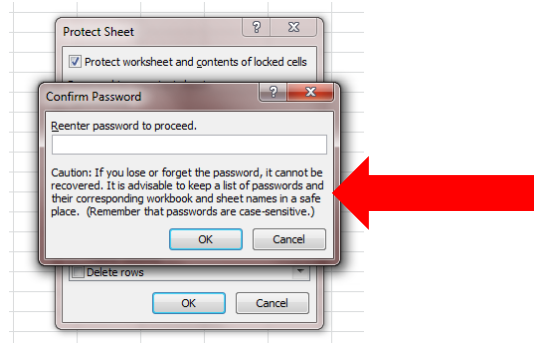 Protect Sheet
Protect worksheet and contents of locked cells
Confirm Password
Reenter password to proceed.
Caution: If you lose or forget the password, it cannot be
recovered. It is advisable to keep a list of passwords and
their corresponding workbook and sheet names in a safe
place. (Remember that passwords are case-sensitive.)
OK Cancel
Delete rows
OK Cancel